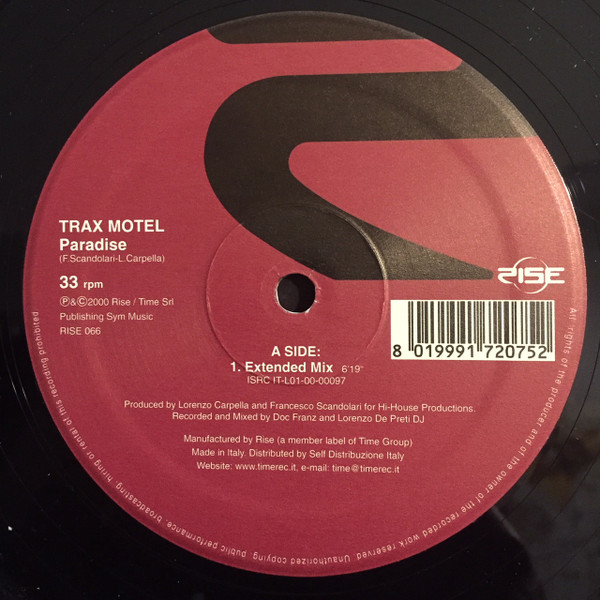 TRAX MOTEL
Paradise
(F.Scandolari-L.Carpella)
33 rpm
℗&©2000 Rise / Time Srl
Publishing Sym Music
RISE 066
RISE
8 019991 720752
A SIDE:
1. Extended Mix 6'19"
ISRC IT-L01-00-00097
Produced by Lorenzo Carpella and Francesco Scandolari for Hi-House Productions.
Recorded and Mixed by Doc Franz and Lorenzo De Preti DJ
Manufactured by Rise (a member label of Time Group)
Made in Italy. Distributed by Self Distribuzione Italy
Website: www.timerec.it, e-mail: time@timerec.it
All rights of the producer and of the owner of the recorded work reserved. Unauthorized copying: public performance, broadcasting: hiring or rental of this recording prohibited